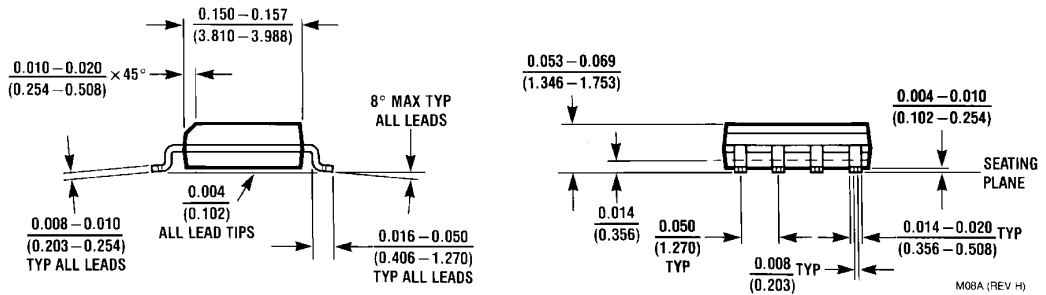 0.150 – 0.157
(3.810 – 3.988)
0.010 – 0.020
(0.254 – 0.508)
× 45°
8° MAX TYP
ALL LEADS
0.004
(0.102)
ALL LEAD TIPS
0.008 – 0.010
(0.203 – 0.254)
TYP ALL LEADS
0.016 – 0.050
(0.406 – 1.270)
TYP ALL LEADS
0.053 – 0.069
(1.346 – 1.753)
0.004 – 0.010
(0.102 – 0.254)
SEATING
PLANE
0.014
(0.356)
0.050
(1.270)
TYP
0.014 – 0.020 TYP
(0.356 – 0.508)
0.008 TYP
(0.203)
M08A (REV H)